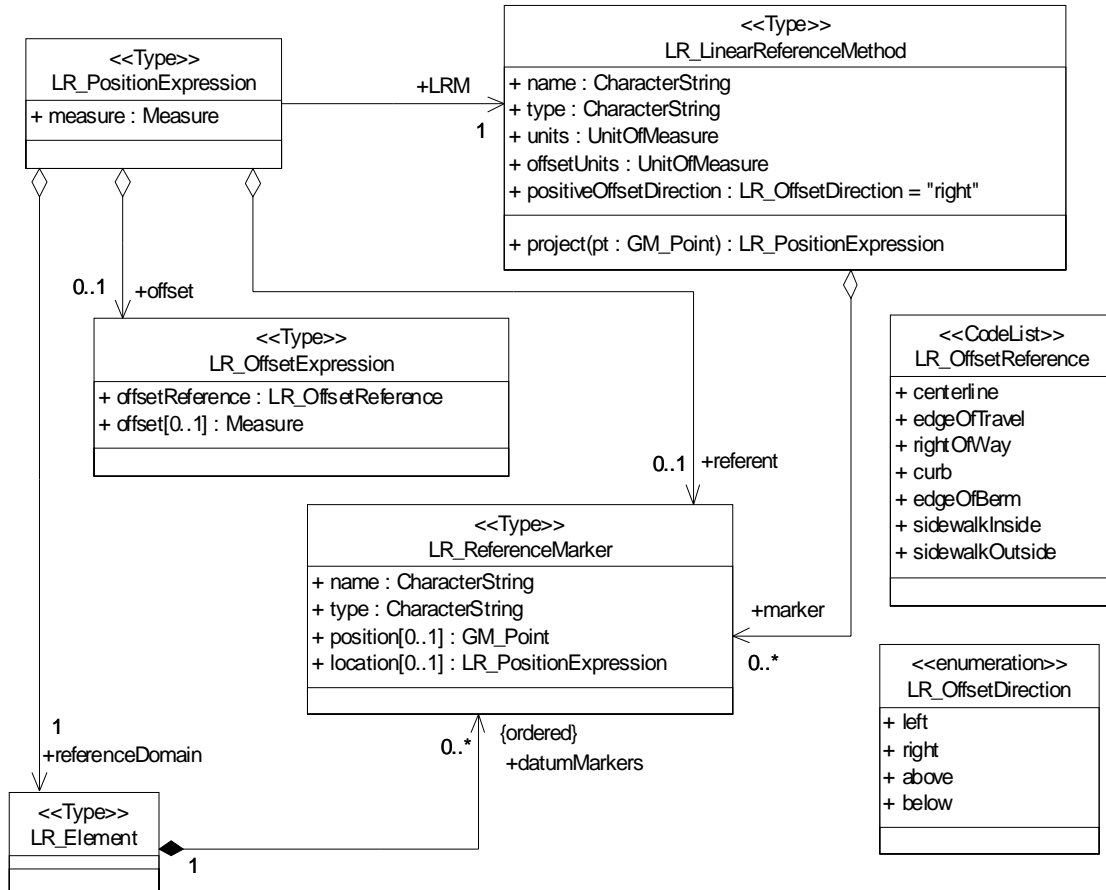 <<Type>>
LR_PositionExpression
+ measure : Measure
+LRM
1
<<Type>>
LR_LinearReferenceMethod
+ name : CharacterString
+ type : CharacterString
+ units : UnitOfMeasure
+ offsetUnits : UnitOfMeasure
+ positiveOffsetDirection : LR_OffsetDirection = "right"
+ project(pt : GM_Point) : LR_PositionExpression
0..1
+offset
<<Type>>
LR_OffsetExpression
+ offsetReference : LR_OffsetReference
+ offset[0..1] : Measure
<<CodeList>>
LR_OffsetReference
+ centerline
+ edgeOfTravel
+ rightOfWay
+ curb
+ edgeOfBerm
+ sidewalkInside
+ sidewalkOutside
0..1
+referent
<<Type>>
LR_ReferenceMarker
+ name : CharacterString
+ type : CharacterString
+ position[0..1] : GM_Point
+ location[0..1] : LR_PositionExpression
+marker
0..*
<<enumeration>>
LR_OffsetDirection
+ left
+ right
+ above
+ below
1
+referenceDomain
0..*
{ordered}
+datumMarkers
<<Type>>
LR_Element
1